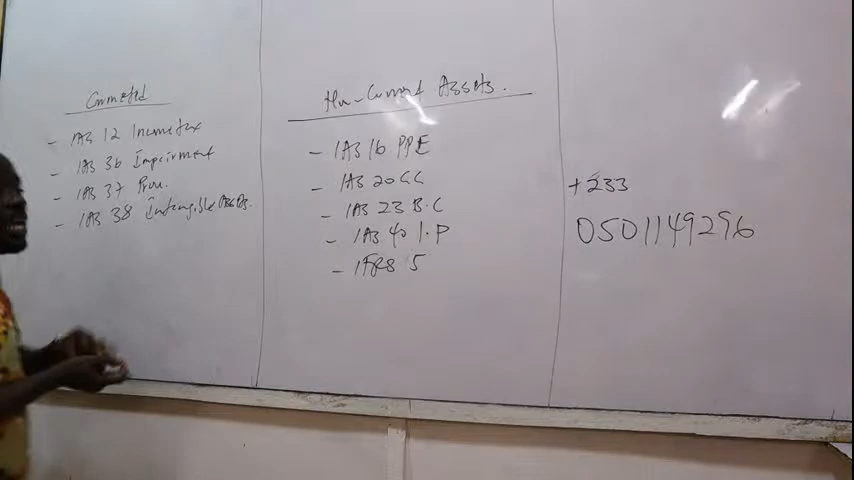 Connected
- IAS 12 Income tax
- IAS 36 Impairment
- IAS 37 Prov.
- IAS 38 Intangible Assets.
Non-Current Assets.
- IAS 16 PPE
- IAS 20 GG
- IAS 23 B.C
- IAS 40 I.P
- IFRS 5
+233
0501149296